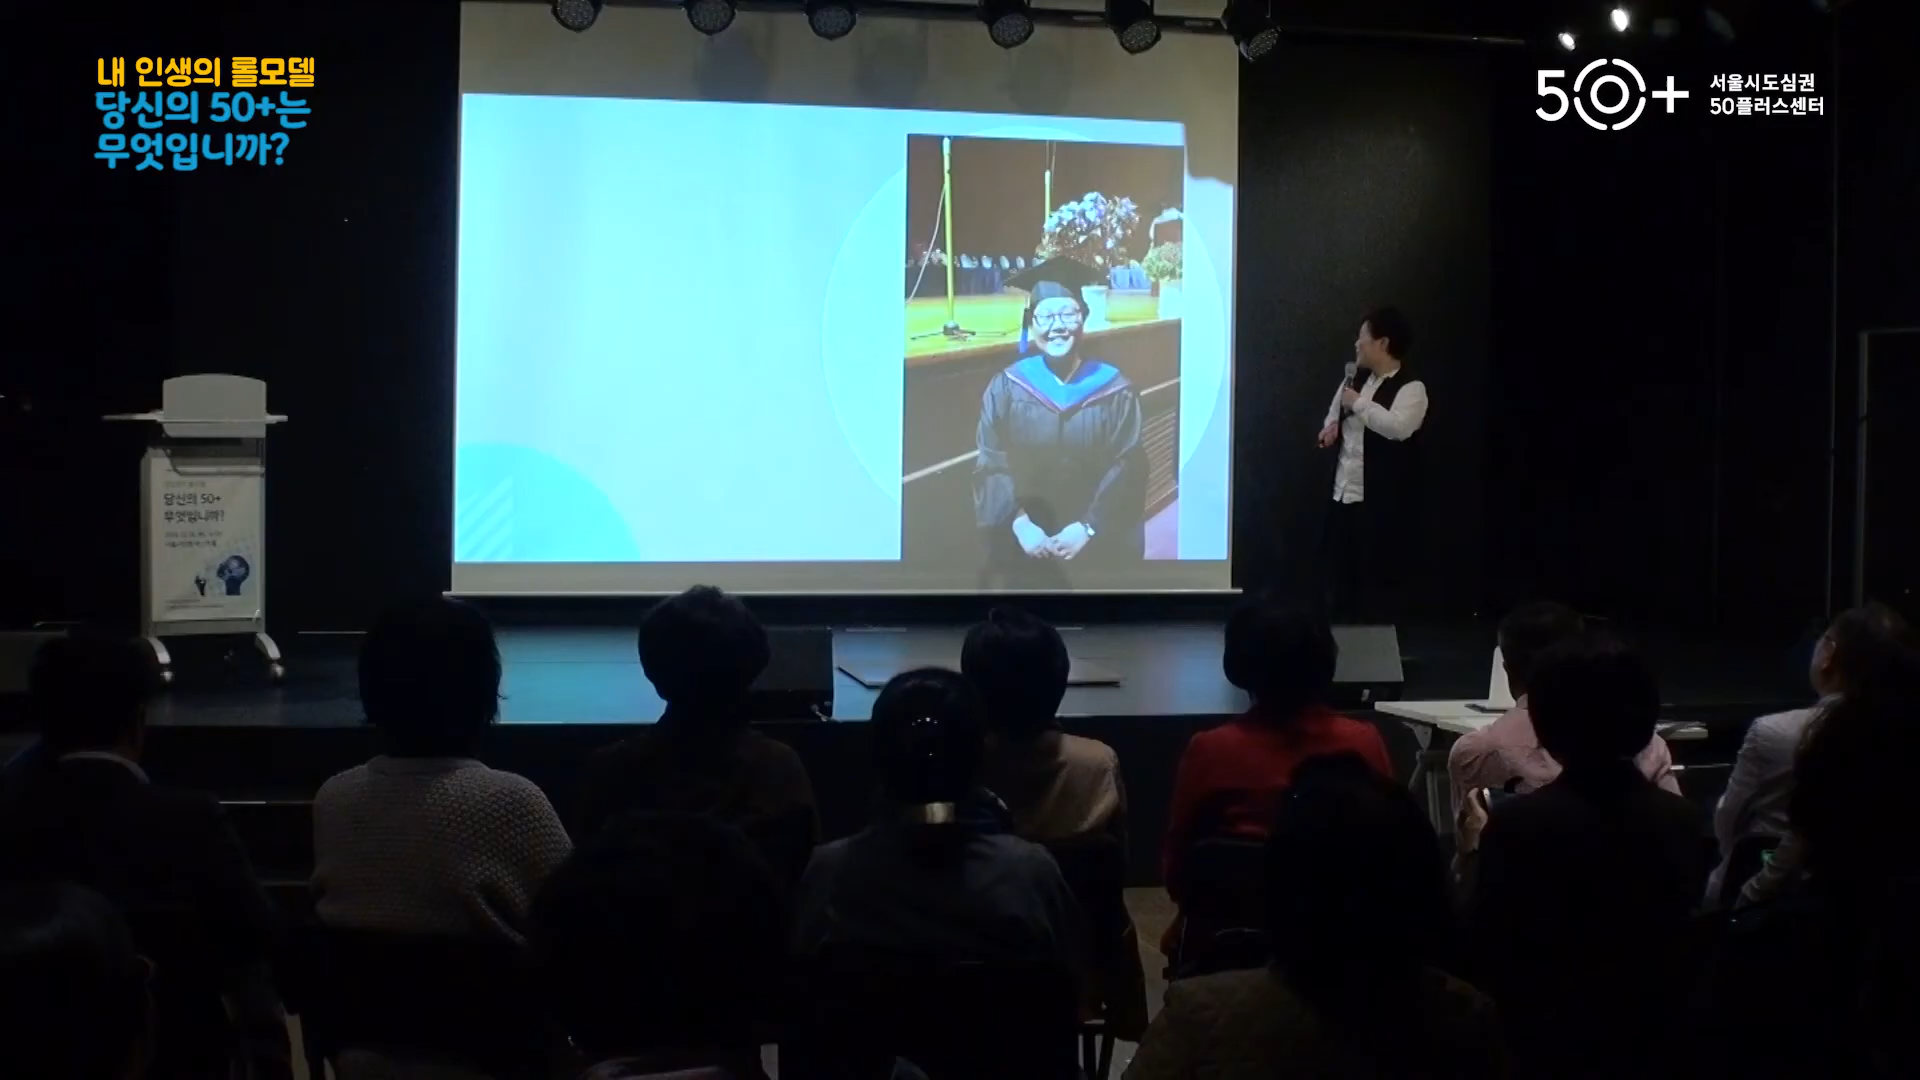 내 인생의 롤모델
당신의 50+는
무엇입니까?
50+
서울시도심권
50플러스센터
당신의 50+
무엇입니까?